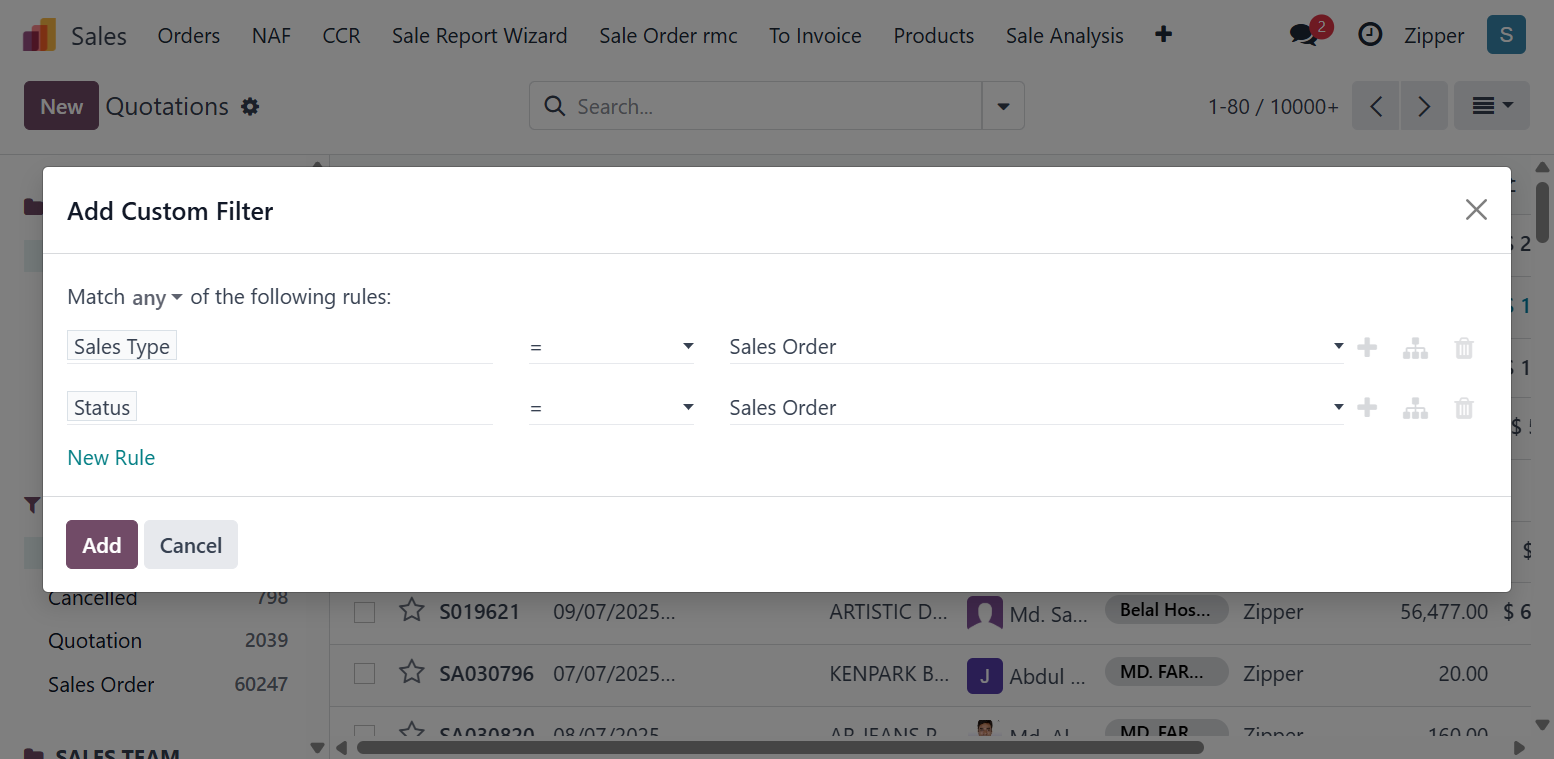 Sales Orders NAF CCR Sale Report Wizard Sale Order rmc To Invoice Products Sale Analysis 2 Zipper S
New Quotations Search... 1-80 / 10000+
Add Custom Filter
Match any of the following rules:
Sales Type = Sales Order
Status = Sales Order
New Rule
Add Cancel
Cancelled 798
S019621 09/07/2025... ARTISTIC D... Md. Sa... Belal Hos... Zipper 56,477.00 $ 6
Quotation 2039
SA030796 07/07/2025... KENPARK B... J Abdul ... MD. FAR... Zipper 20.00
Sales Order 60247
SA030820 08/07/2025... Md. Al... MD. FAR... Zipper 160.00
SALES TEAM